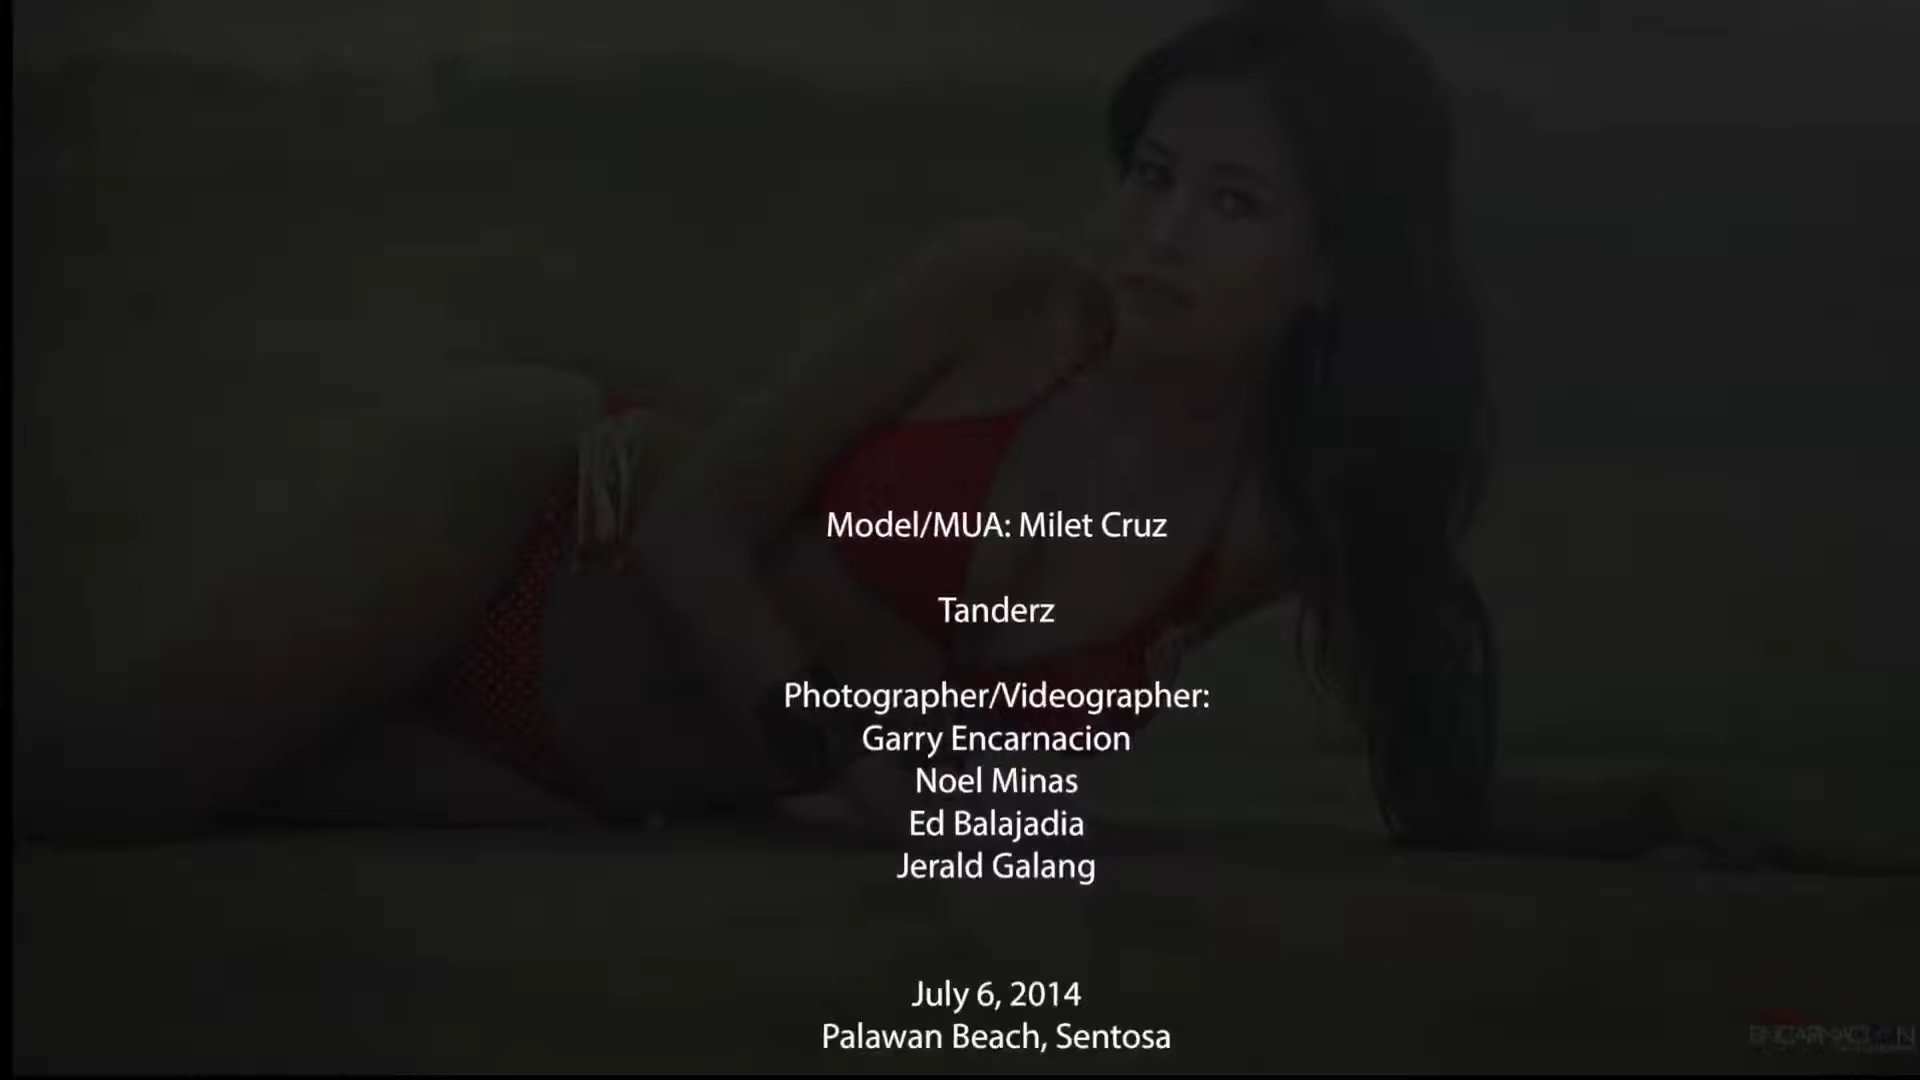 Model/MUA: Milet Cruz
Tanderz
Photographer/Videographer:
Garry Encarnacion
Noel Minas
Ed Balajadia
Jerald Galang
July 6, 2014
Palawan Beach, Sentosa
ENCARNACION